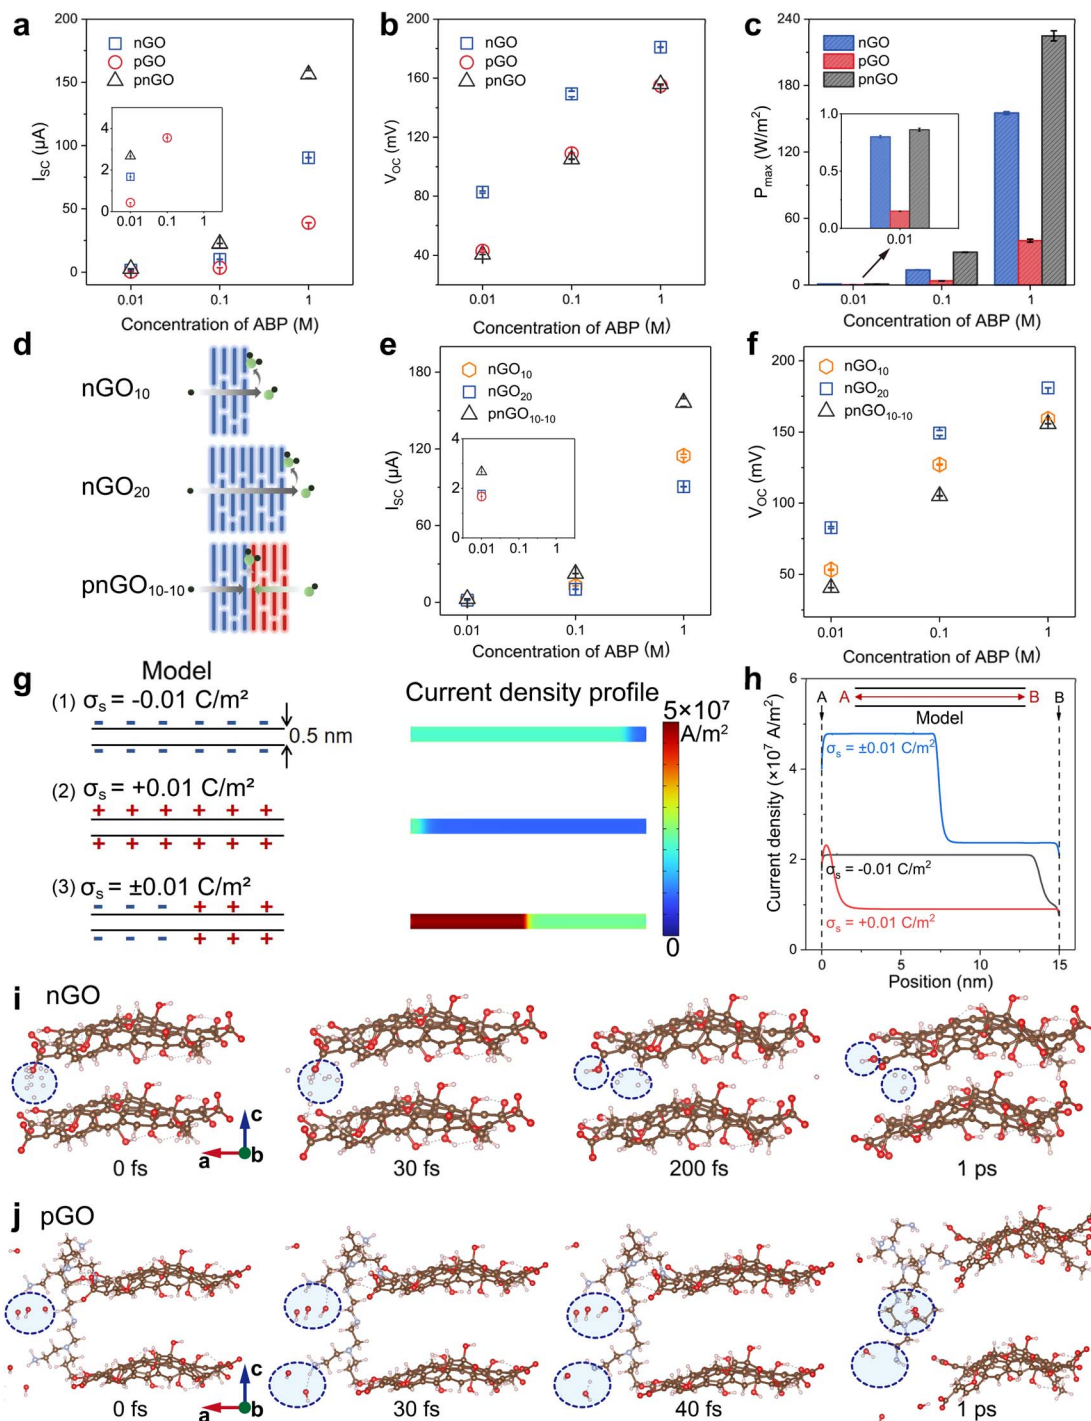 a
200
150
100
50
0
I_SC (μA)
nGO
pGO
pnGO
4
2
0
0.01 0.1 1
0.01 0.1 1
Concentration of ABP (M)
b
200
160
120
80
40
V_OC (mV)
nGO
pGO
pnGO
0.01 0.1 1
Concentration of ABP (M)
c
240
180
120
60
0
P_max (W/m²)
nGO
pGO
pnGO
1.0
0.5
0.0
0.01
0.01 0.1 1
Concentration of ABP (M)
d
nGO₁₀
nGO₂₀
pnGO₁₀₋₁₀
e
180
120
60
0
I_SC (μA)
nGO₁₀
nGO₂₀
pnGO₁₀₋₁₀
4
2
0
0.01 0.1 1
0.01 0.1 1
Concentration of ABP (M)
f
200
150
100
50
V_OC (mV)
nGO₁₀
nGO₂₀
pnGO₁₀₋₁₀
0.01 0.1 1
Concentration of ABP (M)
g
Model
(1) σₛ = -0.01 C/m²
- - - - - -
0.5 nm
- - - - - -
(2) σₛ = +0.01 C/m²
+ + + + + +
+ + + + + +
(3) σₛ = ±0.01 C/m²
- - - + + +
- - - + + +
Current density profile
5×10⁷
A/m²
0
h
6
4
2
0
Current density (×10⁷ A/m²)
A A B B
Model
σₛ = ±0.01 C/m²
σₛ = -0.01 C/m²
σₛ = +0.01 C/m²
0 5 10 15
Position (nm)
i nGO
c
a b
0 fs 30 fs 200 fs 1 ps
j pGO
c
a b
0 fs 30 fs 40 fs 1 ps